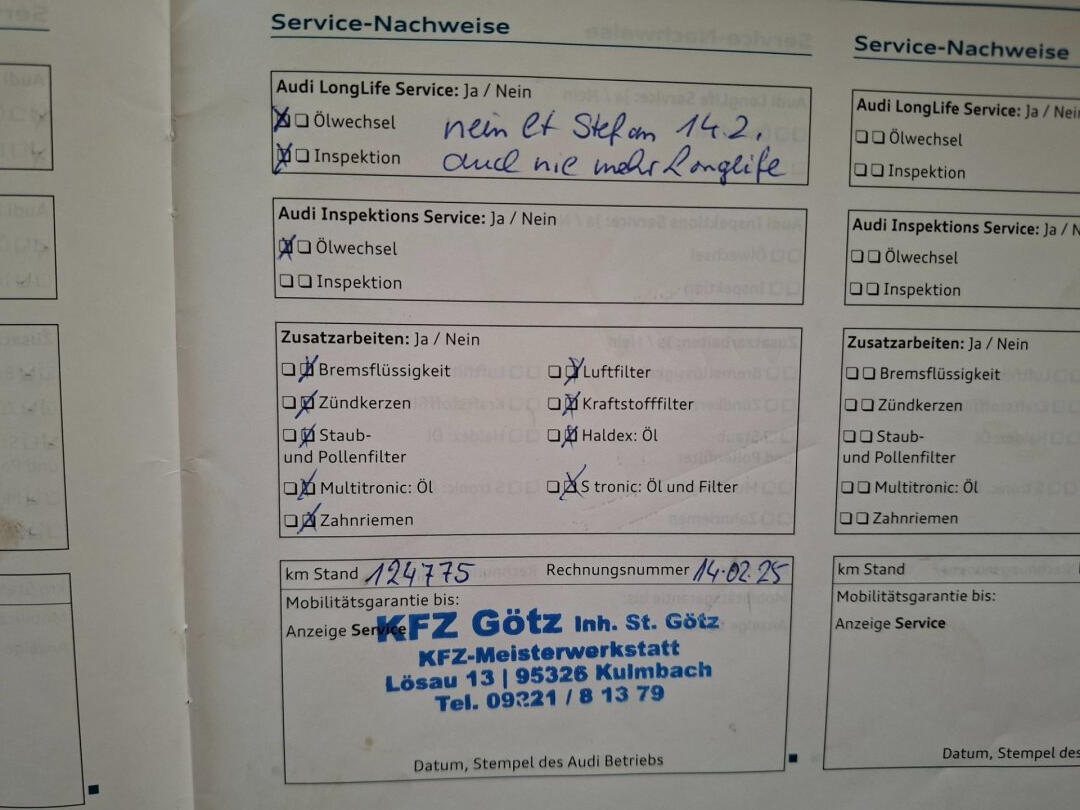 Service-Nachweise
Audi LongLife Service: Ja / Nein
Ölwechsel
Inspektion
nein lt Stefan 14.2.
auch nie mehr Longlife
Audi Inspektions Service: Ja / Nein
Ölwechsel
Inspektion
Zusatzarbeiten: Ja / Nein
Bremsflüssigkeit
Luftfilter
Zündkerzen
Kraftstofffilter
Staub-
und Pollenfilter
Haldex: Öl
Multitronic: Öl
S tronic: Öl und Filter
Zahnriemen
km Stand 124775 Rechnungsnummer 14.02.25
Mobilitätsgarantie bis:
Anzeige Service
KFZ Götz Inh. St. Götz
KFZ-Meisterwerkstatt
Lösau 13 | 95326 Kulmbach
Tel. 09221 / 8 13 79
Datum, Stempel des Audi Betriebs
Service-Nachweise
Audi LongLife Service: Ja / Nein
Ölwechsel
Inspektion
Audi Inspektions Service: Ja / N
Ölwechsel
Inspektion
Zusatzarbeiten: Ja / Nein
Bremsflüssigkeit
Zündkerzen
Staub-
und Pollenfilter
Multitronic: Öl
Zahnriemen
km Stand
Mobilitätsgarantie bis:
Anzeige Service
Datum, Stempel des